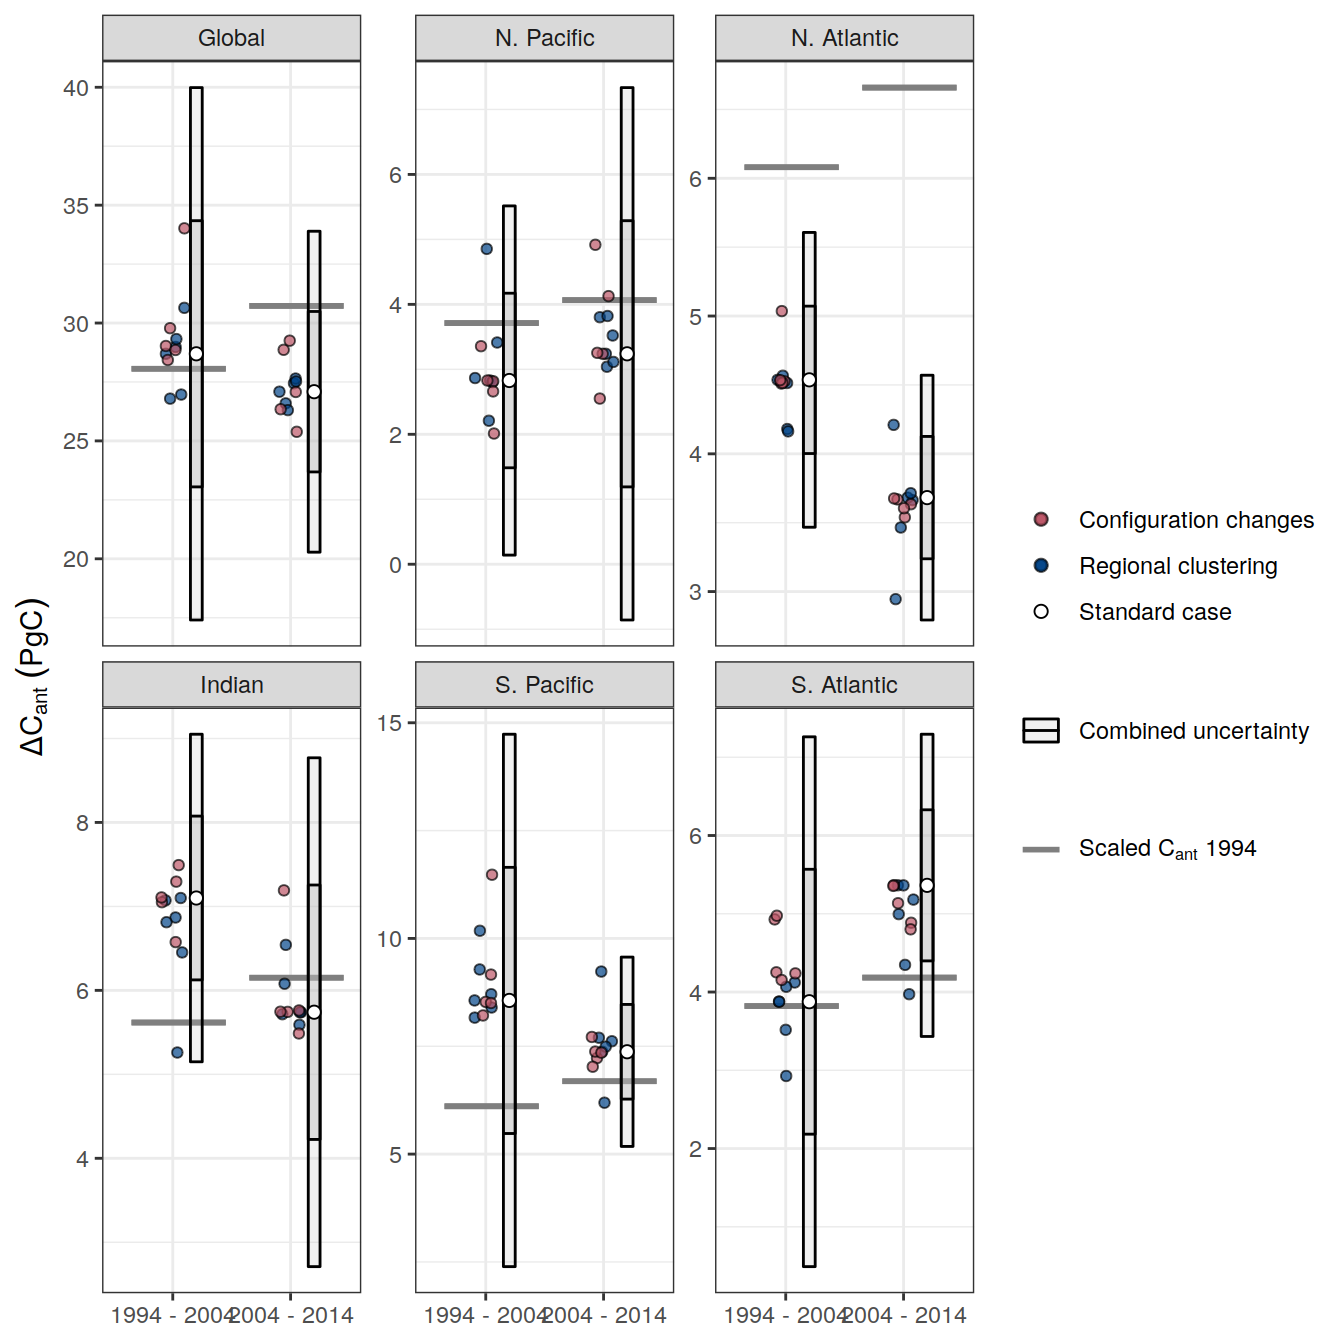 Global
N. Pacific
N. Atlantic
40
35
30
25
20
6
4
2
0
6
5
4
3
ΔCant (PgC)
Indian
S. Pacific
S. Atlantic
8
6
4
15
10
5
6
4
2
1994 - 2004
2004 - 2014
1994 - 2004
2004 - 2014
1994 - 2004
2004 - 2014
Configuration changes
Regional clustering
Standard case
Combined uncertainty
Scaled Cant 1994